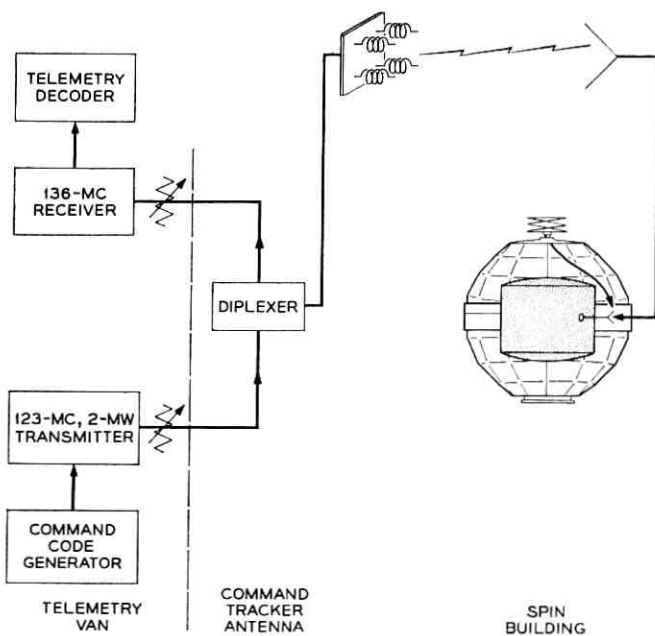 TELEMETRY
DECODER
136-MC
RECEIVER
DIPLEXER
123-MC, 2-MW
TRANSMITTER
COMMAND
CODE
GENERATOR
TELEMETRY
VAN
COMMAND
TRACKER
ANTENNA
SPIN
BUILDING